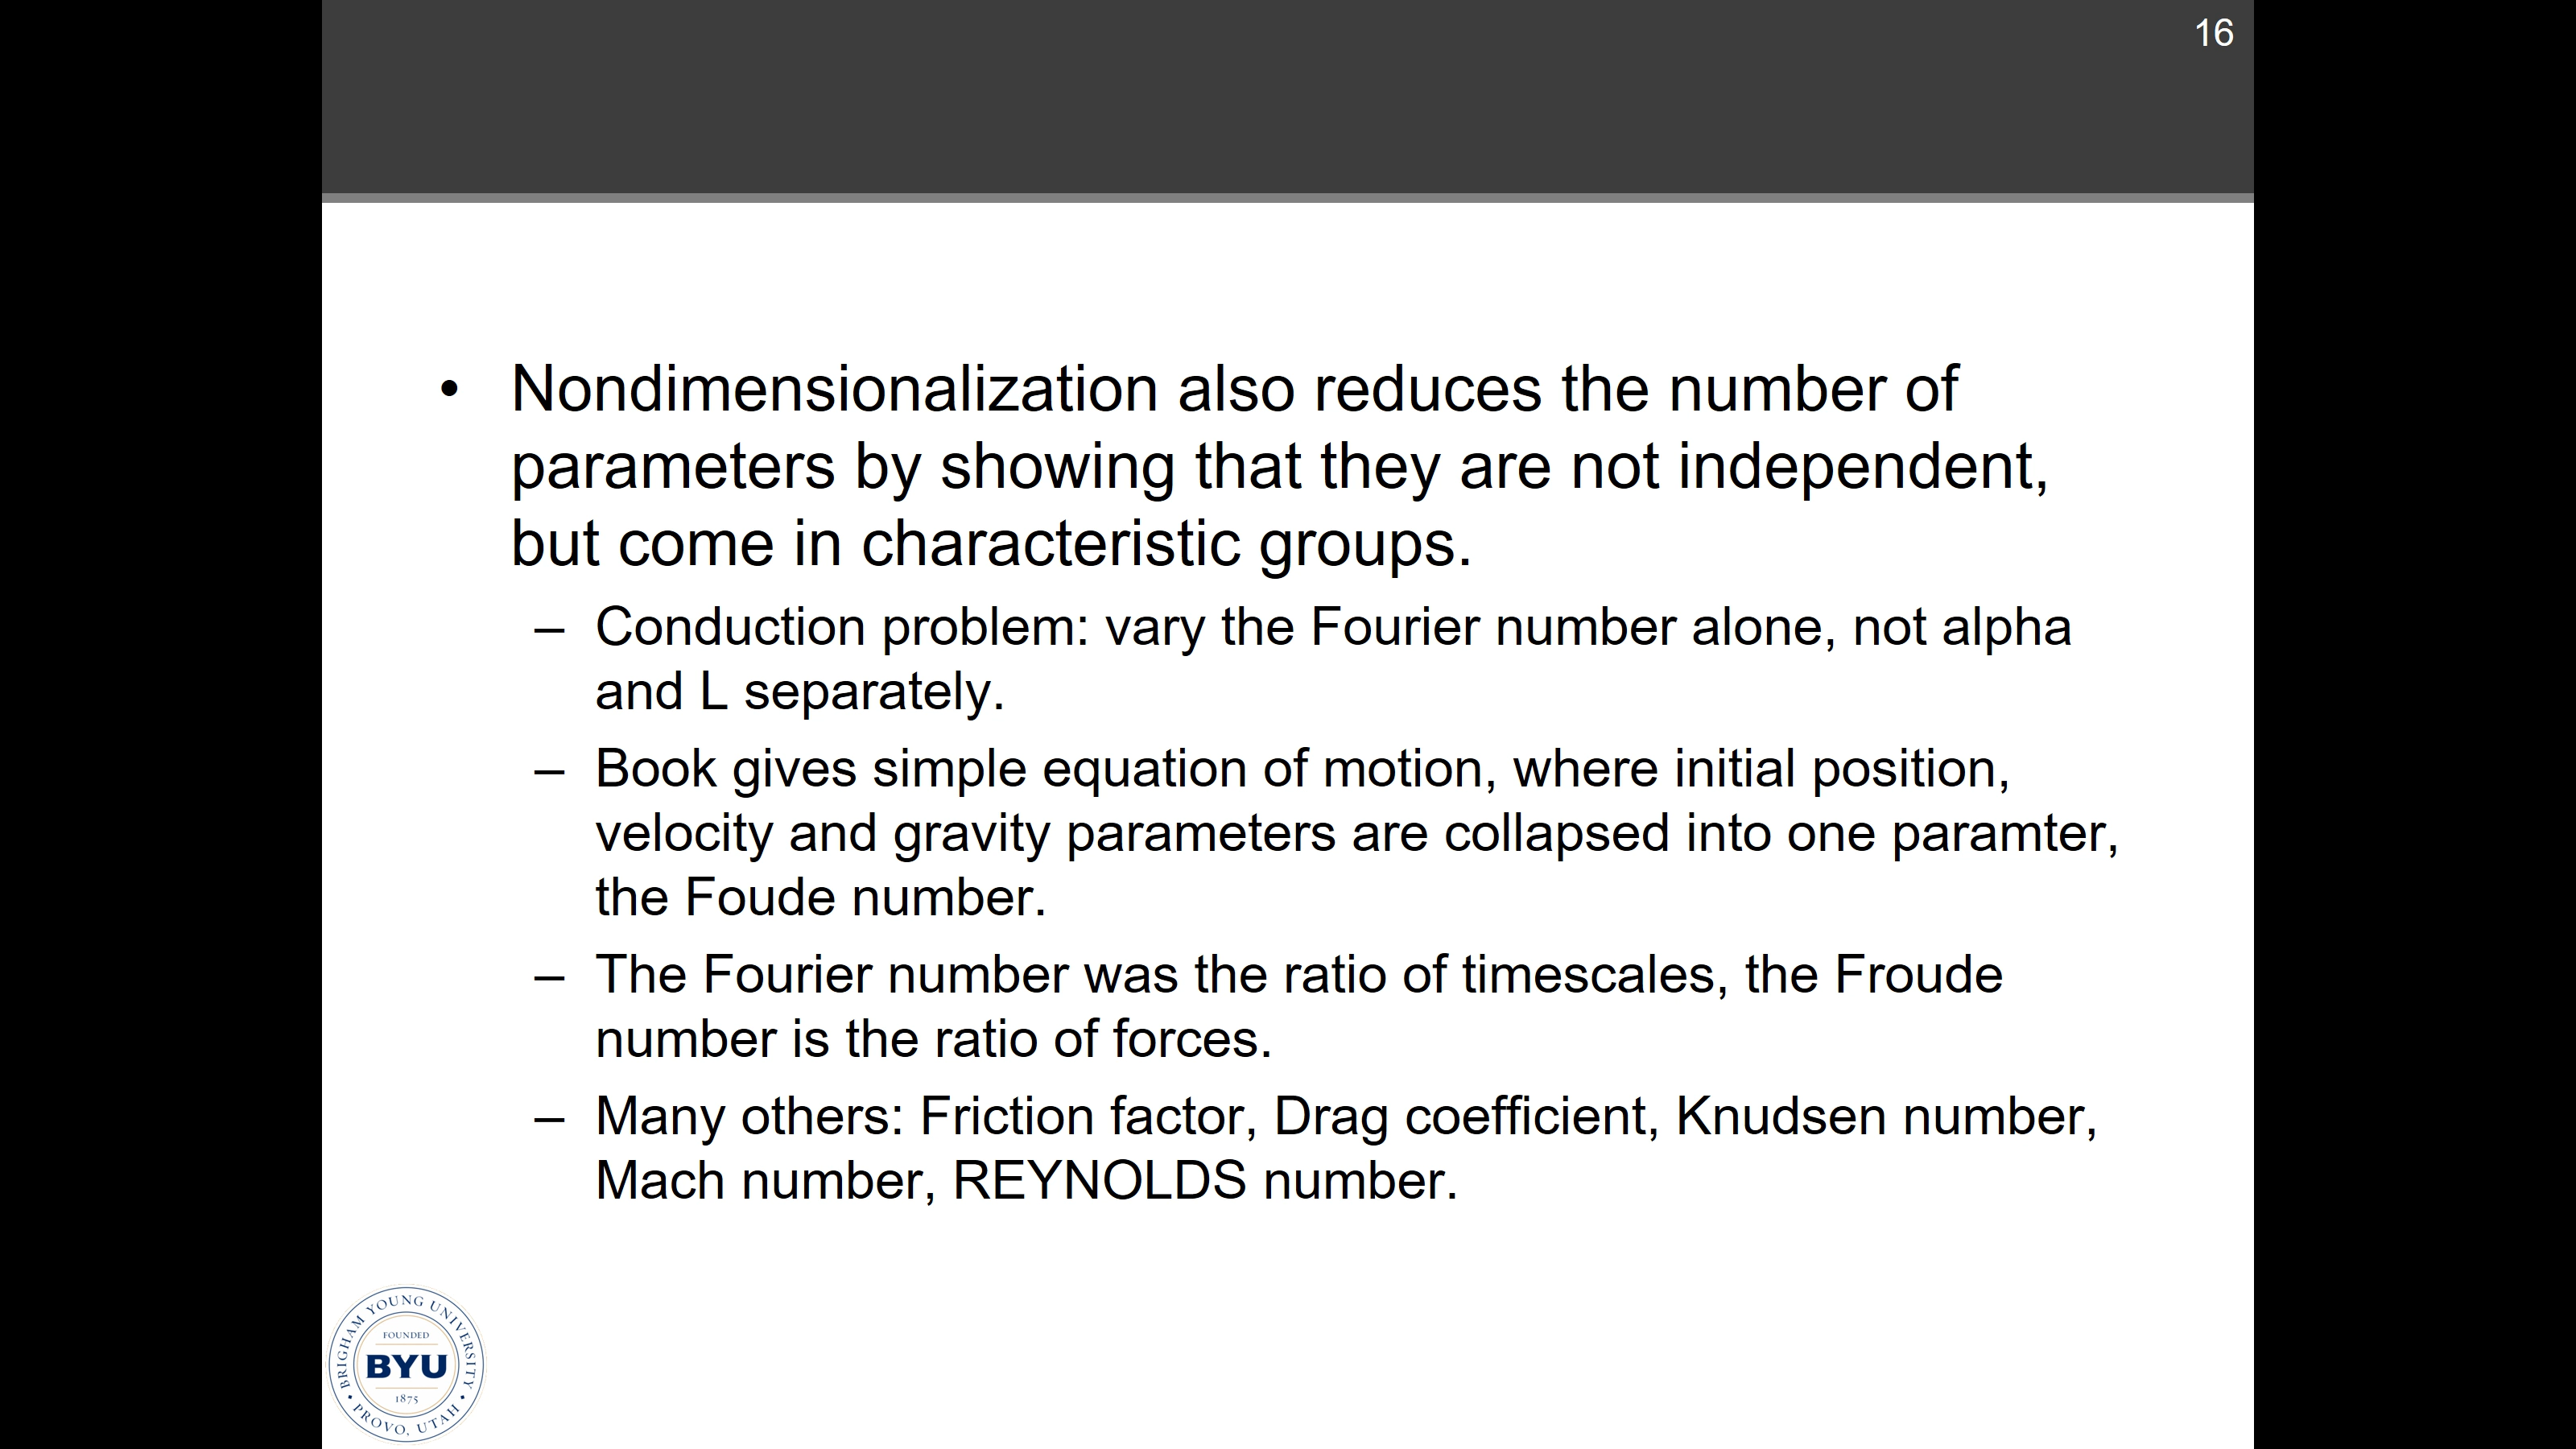 16
• Nondimensionalization also reduces the number of
parameters by showing that they are not independent,
but come in characteristic groups.
– Conduction problem: vary the Fourier number alone, not alpha
and L separately.
– Book gives simple equation of motion, where initial position,
velocity and gravity parameters are collapsed into one paramter,
the Foude number.
– The Fourier number was the ratio of timescales, the Froude
number is the ratio of forces.
– Many others: Friction factor, Drag coefficient, Knudsen number,
Mach number, REYNOLDS number.
BRIGHAM YOUNG UNIVERSITY
FOUNDED
BYU
1875
PROVO, UTAH